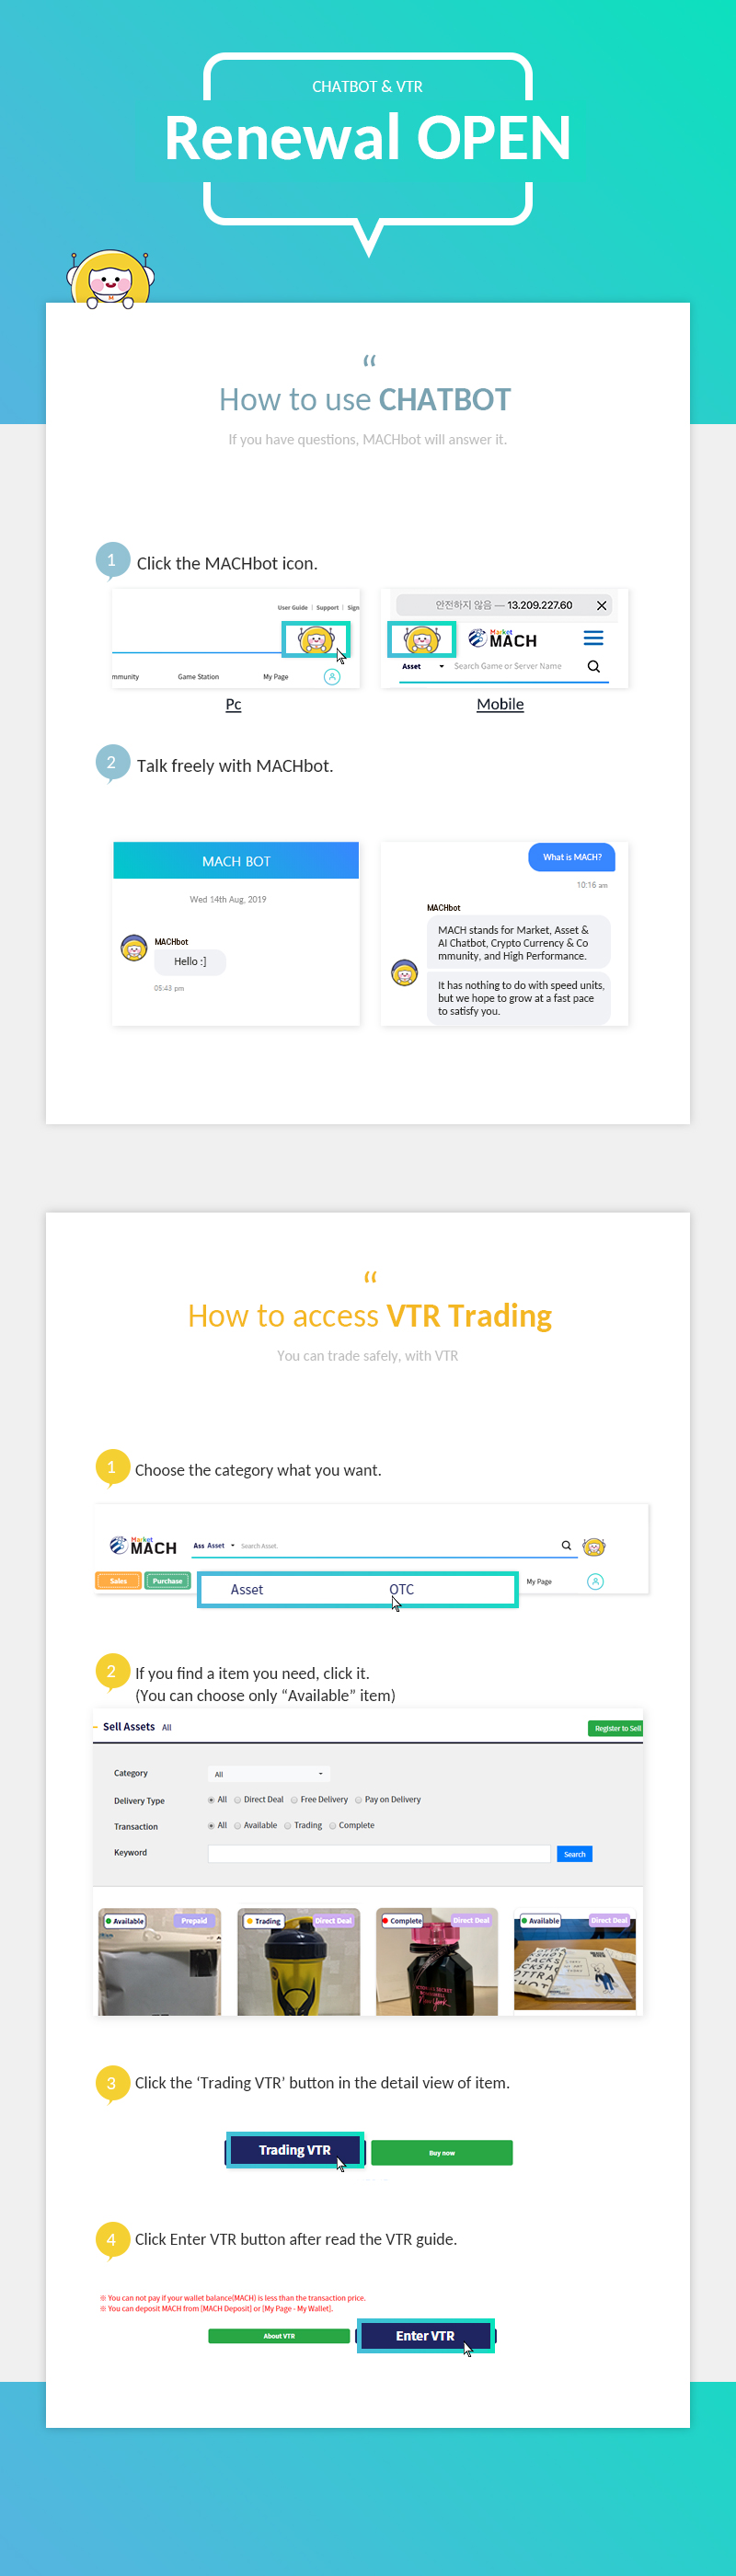 CHATBOT & VTR
Renewal OPEN
“
How to use CHATBOT
If you have questions, MACHbot will answer it.
1 Click the MACHbot icon.
User Guide | Support | Sign
mmunity Game Station My Page
안전하지 않음 — 13.209.227.60
Market
MACH
Asset Search Game or Server Name
Pc
Mobile
2 Talk freely with MACHbot.
MACH BOT
Wed 14th Aug, 2019
MACHbot
Hello :]
05:43 pm
What is MACH?
10:16 am
MACHbot
MACH stands for Market, Asset &
AI Chatbot, Crypto Currency & Co
mmunity, and High Performance.
It has nothing to do with speed units,
but we hope to grow at a fast pace
to satisfy you.
“
How to access VTR Trading
You can trade safely, with VTR
1 Choose the category what you want.
Market
MACH
Ass Asset Search Asset.
Sales Purchase Asset OTC My Page
2 If you find a item you need, click it.
(You can choose only “Available” item)
Sell Assets All
Register to Sell
Category All
Delivery Type All Direct Deal Free Delivery Pay on Delivery
Transaction All Available Trading Complete
Keyword Search
Available Prepaid Trading Direct Deal Complete Direct Deal Available Direct Deal
3 Click the ‘Trading VTR’ button in the detail view of item.
Trading VTR Buy now
4 Click Enter VTR button after read the VTR guide.
※ You can not pay if your wallet balance(MACH) is less than the transaction price.
※ You can deposit MACH from [MACH Deposit] or [My Page - My Wallet].
About VTR Enter VTR